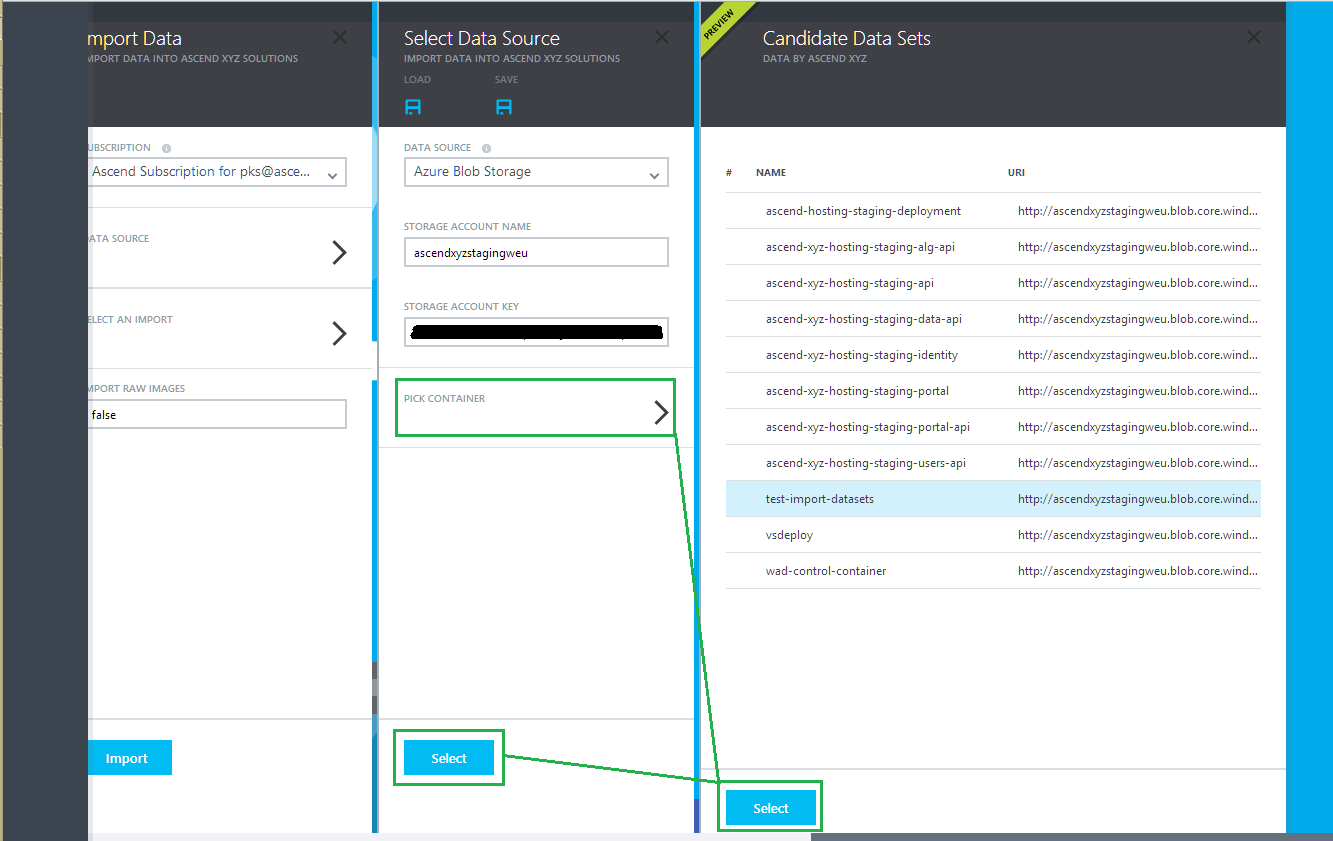 mport Data
MPORT DATA INTO ASCEND XYZ SOLUTIONS
UBSCRIPTION
Ascend Subscription for pks@asce...
ATA SOURCE
ELECT AN IMPORT
MPORT RAW IMAGES
false
Import
Select Data Source
IMPORT DATA INTO ASCEND XYZ SOLUTIONS
LOAD SAVE
DATA SOURCE
Azure Blob Storage
STORAGE ACCOUNT NAME
ascendxyzstagingweu
STORAGE ACCOUNT KEY
PICK CONTAINER
Select
PREVIEW
Candidate Data Sets
DATA BY ASCEND XYZ
# NAME URI
ascend-hosting-staging-deployment http://ascendxyzstagingweu.blob.core.wind...
ascend-xyz-hosting-staging-alg-api http://ascendxyzstagingweu.blob.core.wind...
ascend-xyz-hosting-staging-api http://ascendxyzstagingweu.blob.core.wind...
ascend-xyz-hosting-staging-data-api http://ascendxyzstagingweu.blob.core.wind...
ascend-xyz-hosting-staging-identity http://ascendxyzstagingweu.blob.core.wind...
ascend-xyz-hosting-staging-portal http://ascendxyzstagingweu.blob.core.wind...
ascend-xyz-hosting-staging-portal-api http://ascendxyzstagingweu.blob.core.wind...
ascend-xyz-hosting-staging-users-api http://ascendxyzstagingweu.blob.core.wind...
test-import-datasets http://ascendxyzstagingweu.blob.core.wind...
vsdeploy http://ascendxyzstagingweu.blob.core.wind...
wad-control-container http://ascendxyzstagingweu.blob.core.wind...
Select